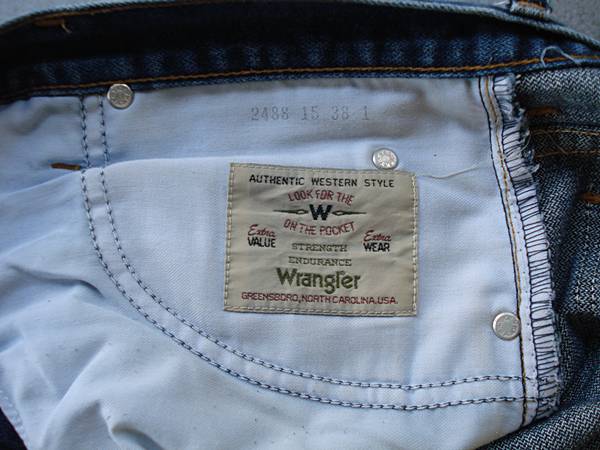 2488 15 38 1
AUTHENTIC WESTERN STYLE
LOOK FOR THE
W
ON THE POCKET
Extra VALUE
Extra WEAR
STRENGTH
ENDURANCE
Wrangler
GREENSBORO, NORTH CAROLINA, USA.